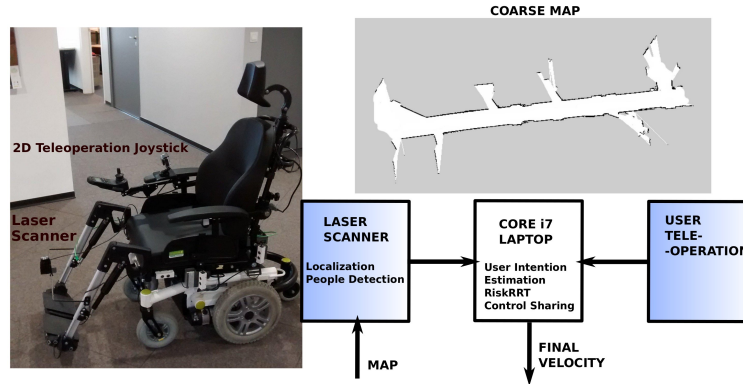 COARSE MAP
2D Teleoperation Joystick
Laser
Scanner
LASER
SCANNER
Localization
People Detection
CORE i7
LAPTOP
User Intention
Estimation
RiskRRT
Control Sharing
USER
TELE-
-OPERATION
MAP
FINAL
VELOCITY